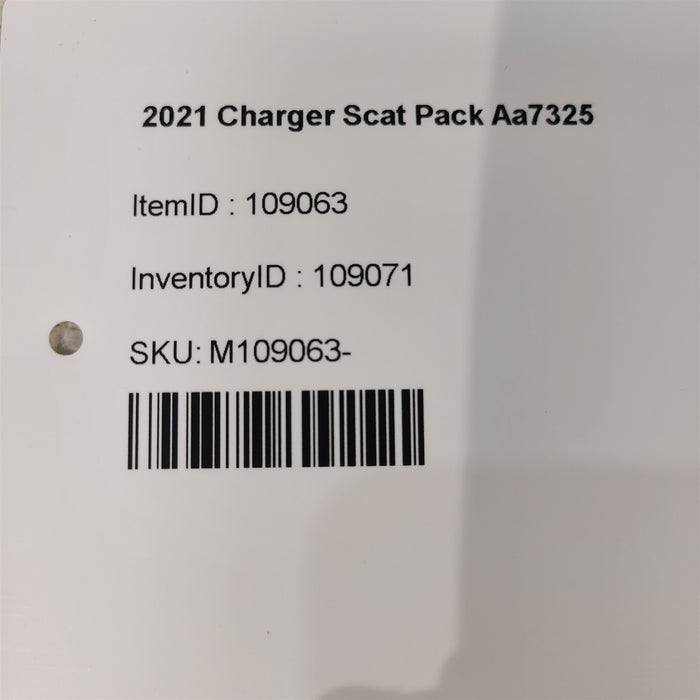 2021 Charger Scat Pack Aa7325
ItemID : 109063
InventoryID : 109071
SKU: M109063-